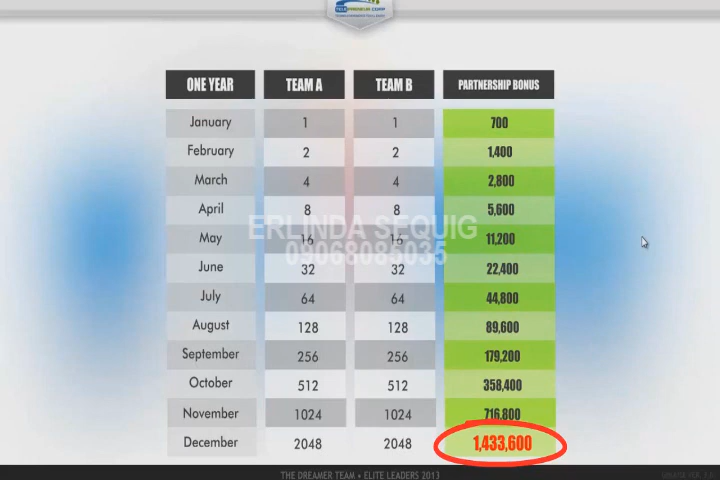 ONE YEAR TEAM A TEAM B PARTNERSHIP BONUS
January 1 1 700
February 2 2 1,400
March 4 4 2,800
April 8 8 5,600
ERLINDA SEQUIG
May 16 16 11,200
09068085035
June 32 32 22,400
July 64 64 44,800
August 128 128 89,600
September 256 256 179,200
October 512 512 358,400
November 1024 1024 716,800
December 2048 2048 1,433,600
THE DREAMER TEAM • ELITE LEADERS 2013